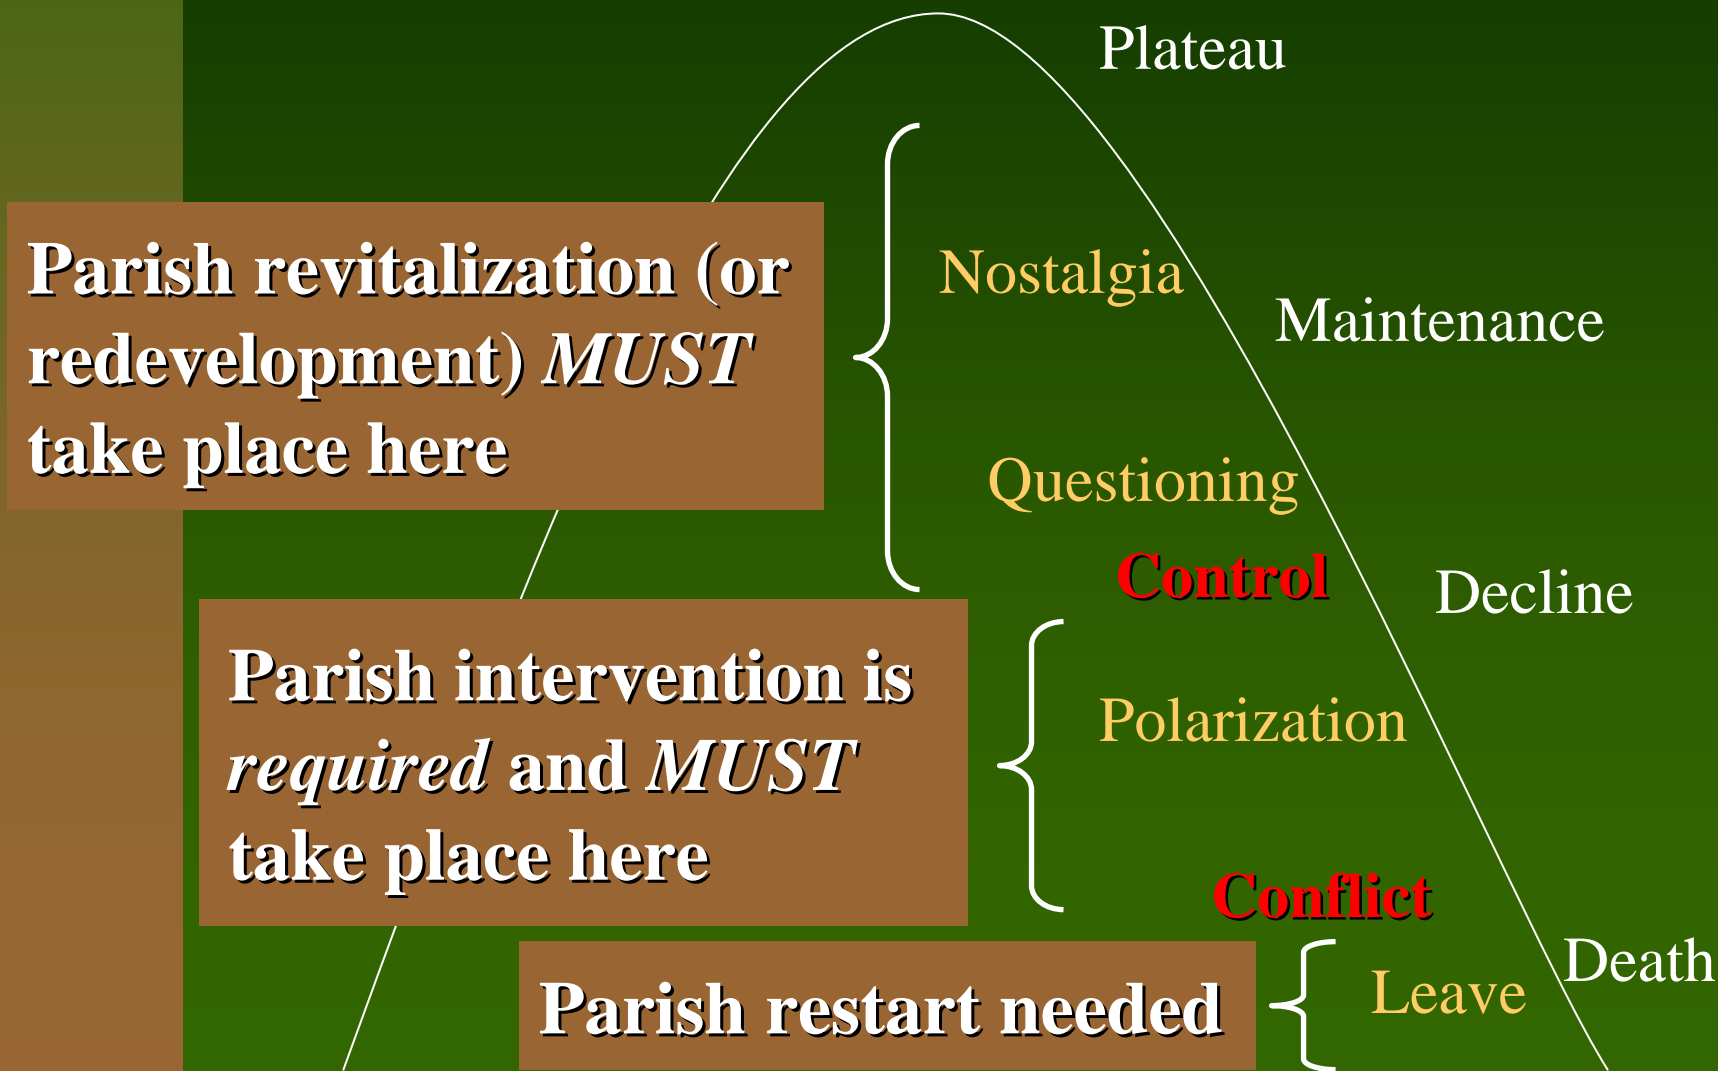 Plateau
Parish revitalization (or
redevelopment) MUST
take place here
Nostalgia
Maintenance
Questioning
Control
Decline
Parish intervention is
required and MUST
take place here
Polarization
Conflict
Death
Parish restart needed
Leave